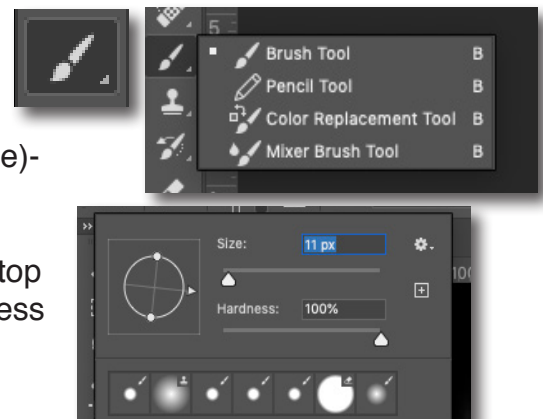 5
Brush Tool B
Pencil Tool B
Color Replacement Tool B
Mixer Brush Tool B
e)-
top
ess
Size: 11 px
Hardness: 100%